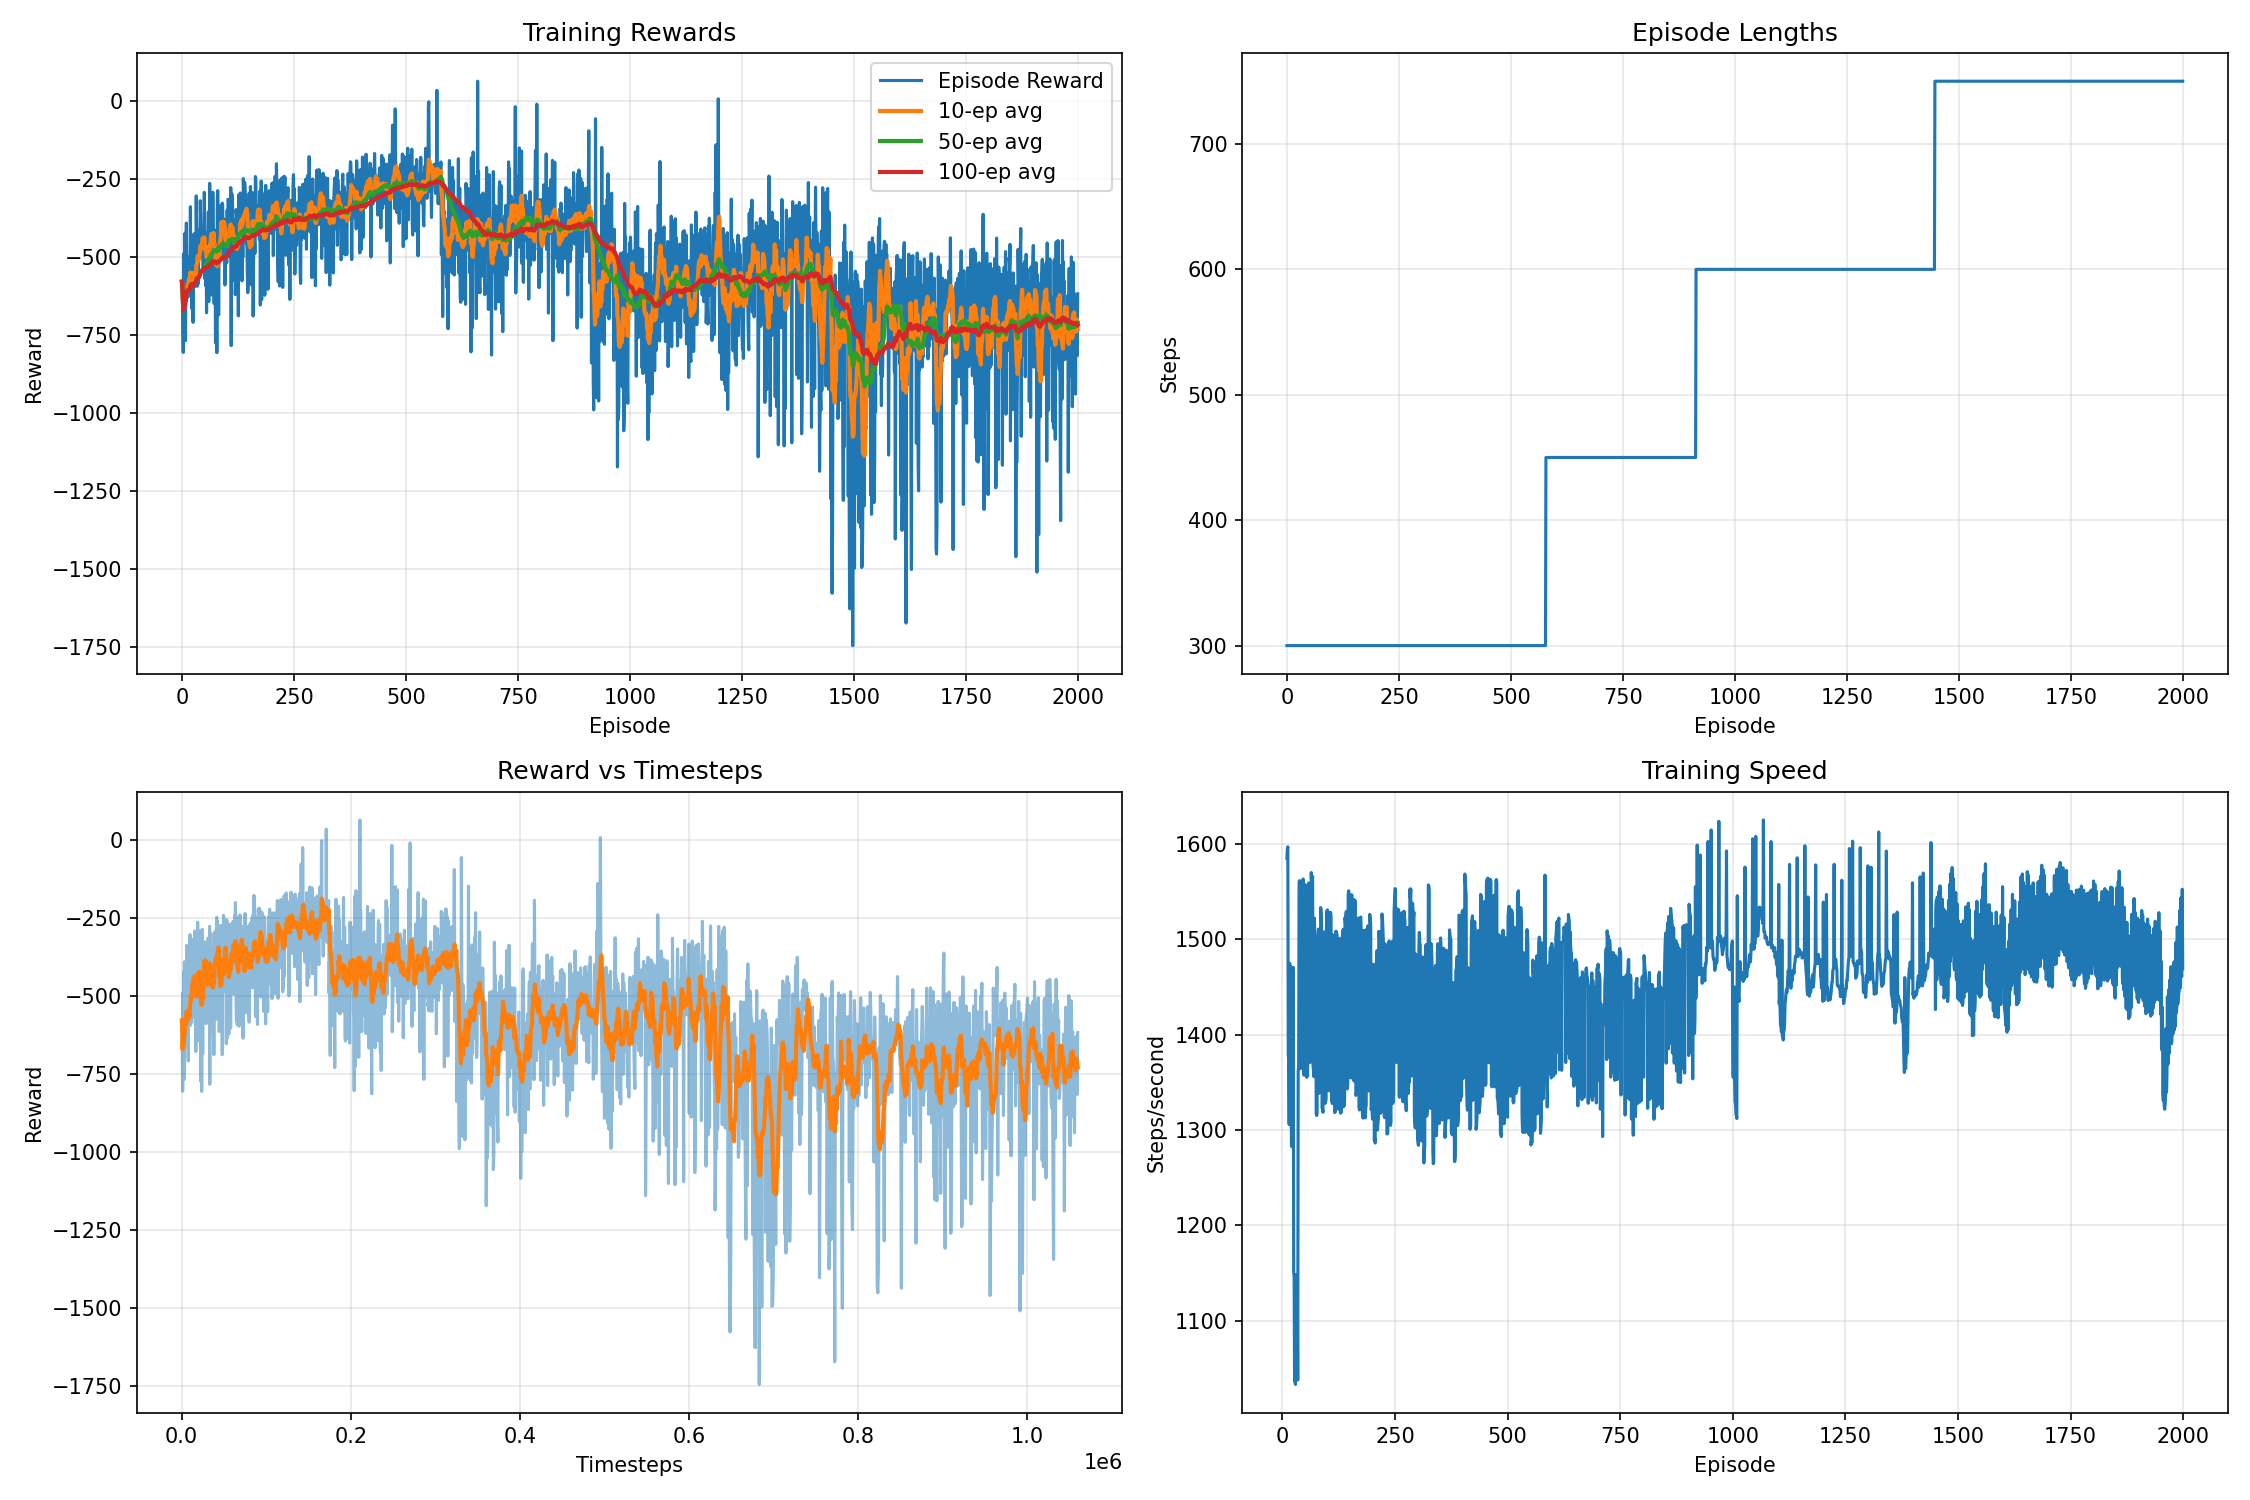 Training Rewards
Reward
0
−250
−500
−750
−1000
−1250
−1500
−1750
Episode Reward
10-ep avg
50-ep avg
100-ep avg
0 250 500 750 1000 1250 1500 1750 2000
Episode
Episode Lengths
Steps
700
600
500
400
300
0 250 500 750 1000 1250 1500 1750 2000
Episode
Reward vs Timesteps
Reward
0
−250
−500
−750
−1000
−1250
−1500
−1750
0.0 0.2 0.4 0.6 0.8 1.0
1e6
Timesteps
Training Speed
Steps/second
1600
1500
1400
1300
1200
1100
0 250 500 750 1000 1250 1500 1750 2000
Episode